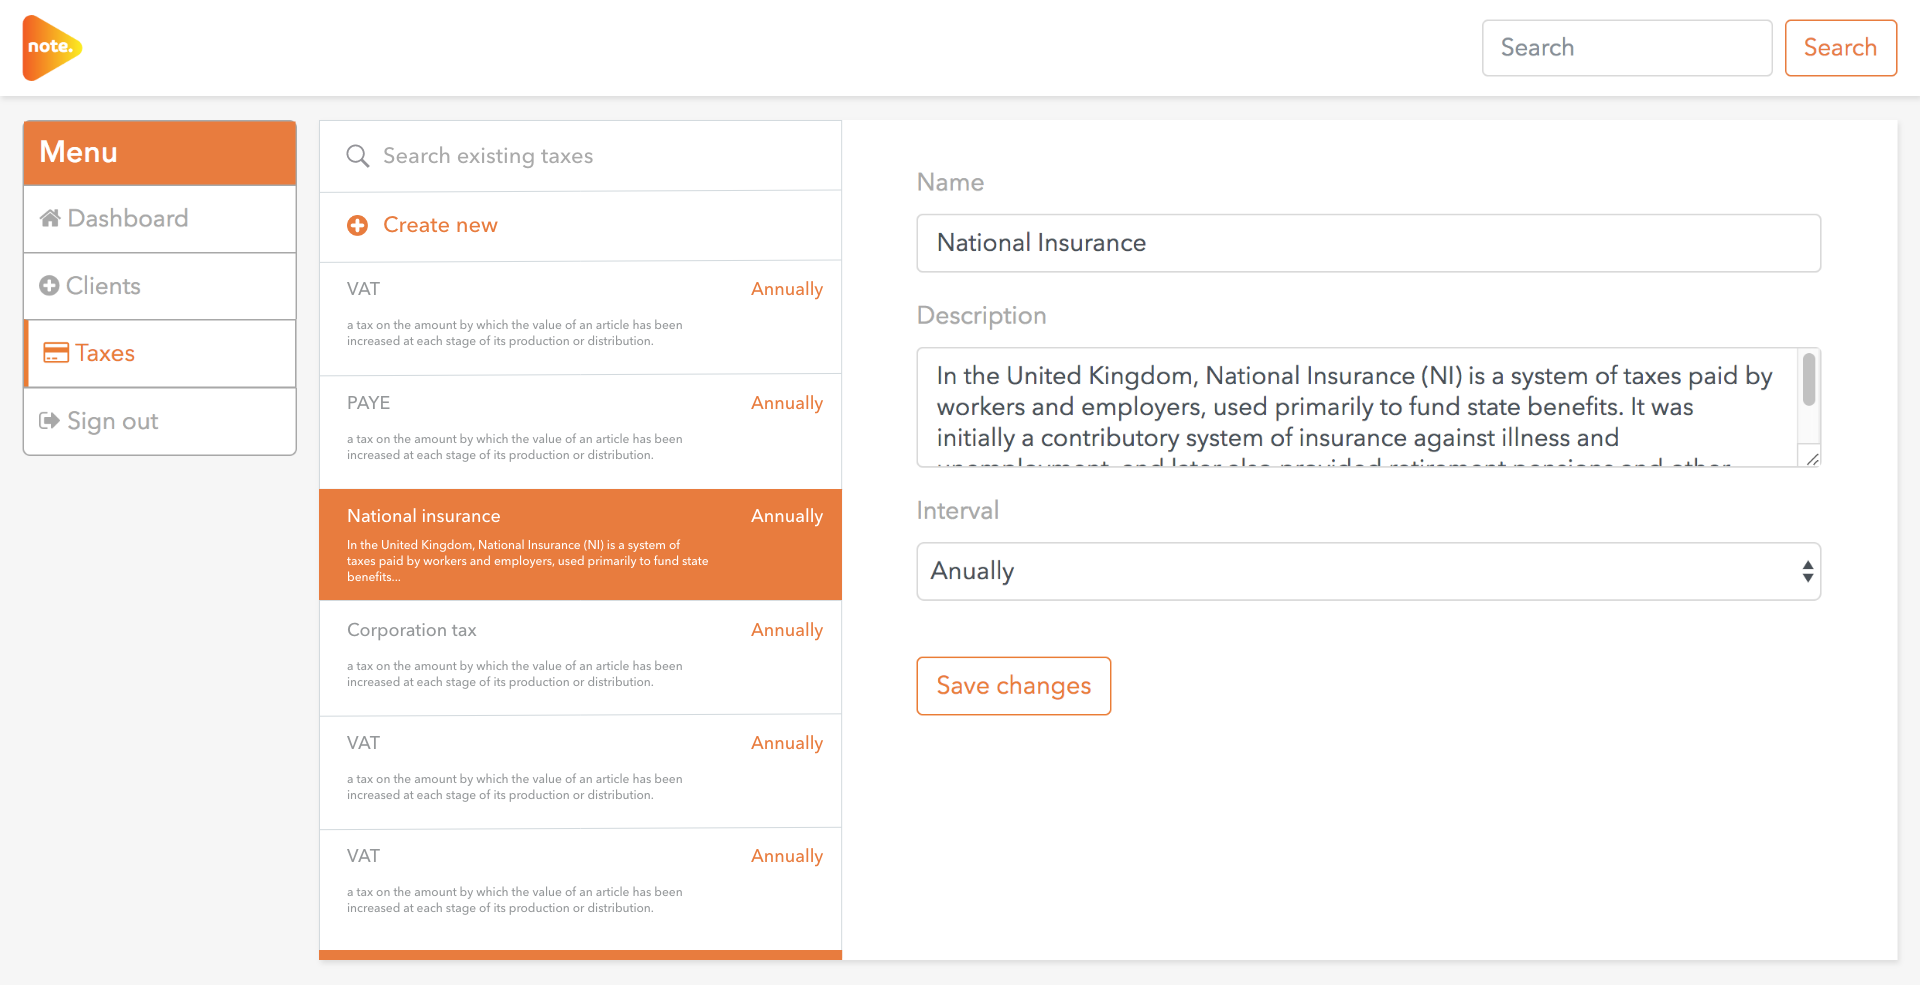 note.
Search
Search
Menu
Dashboard
Clients
Taxes
Sign out
Search existing taxes
Create new
VAT
Annually
a tax on the amount by which the value of an article has been
increased at each stage of its production or distribution.
PAYE
Annually
a tax on the amount by which the value of an article has been
increased at each stage of its production or distribution.
National insurance
Annually
In the United Kingdom, National Insurance (NI) is a system of
taxes paid by workers and employers, used primarily to fund state
benefits...
Corporation tax
Annually
a tax on the amount by which the value of an article has been
increased at each stage of its production or distribution.
VAT
Annually
a tax on the amount by which the value of an article has been
increased at each stage of its production or distribution.
VAT
Annually
a tax on the amount by which the value of an article has been
increased at each stage of its production or distribution.
Name
National Insurance
Description
In the United Kingdom, National Insurance (NI) is a system of taxes paid by
workers and employers, used primarily to fund state benefits. It was
initially a contributory system of insurance against illness and
unemployment, and later also provided retirement pensions and other
Interval
Anually
Save changes